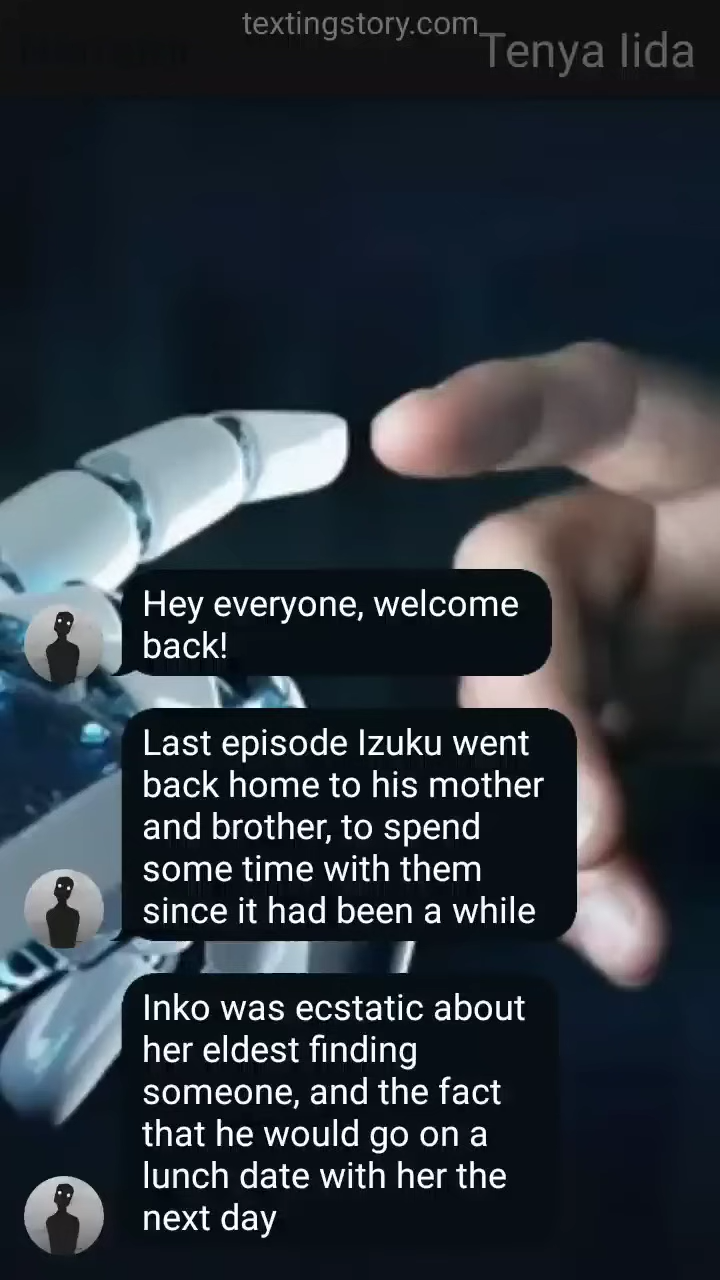 textingstory.com
Tenya Iida
Hey everyone, welcome
back!
Last episode Izuku went
back home to his mother
and brother, to spend
some time with them
since it had been a while
Inko was ecstatic about
her eldest finding
someone, and the fact
that he would go on a
lunch date with her the
next day